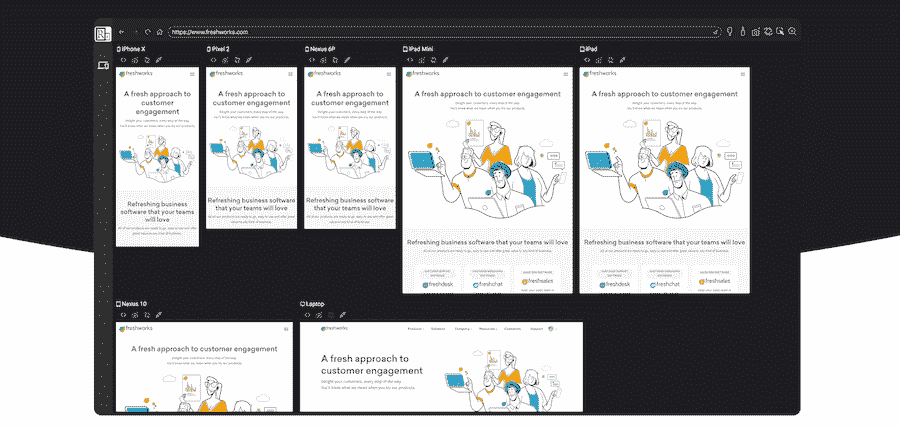 https://www.freshworks.com
iPhone X
Pixel 2
Nexus 6P
iPad Mini
iPad
freshworks
A fresh approach to
customer
engagement
Delight your customers, every step of the way.
You'll know what we mean when you try our products.
Refreshing business
software that your teams
will love
freshworks
A fresh approach to
customer engagement
Refreshing business software
that your teams will love
freshworks
A fresh approach to
customer engagement
Refreshing business software
that your teams will love
freshworks
A fresh approach to customer engagement
Delight your customers, every step of the way.
You'll know what we mean when you try our products.
Refreshing business software that your teams will love
freshdesk
freshchat
freshsales
freshworks
A fresh approach to customer engagement
Delight your customers, every step of the way.
You'll know what we mean when you try our products.
Refreshing business software that your teams will love
freshdesk
freshchat
freshsales
Nexus 10
Laptop
freshworks
A fresh approach to customer engagement
Delight your customers, every step of the way.
You'll know what we mean when you try our products.
freshworks
Products
Solutions
Company
Resources
Customers
Support
A fresh approach to
customer engagement
Delight your customers, every step of the way.
You'll know what we mean when you try our products.